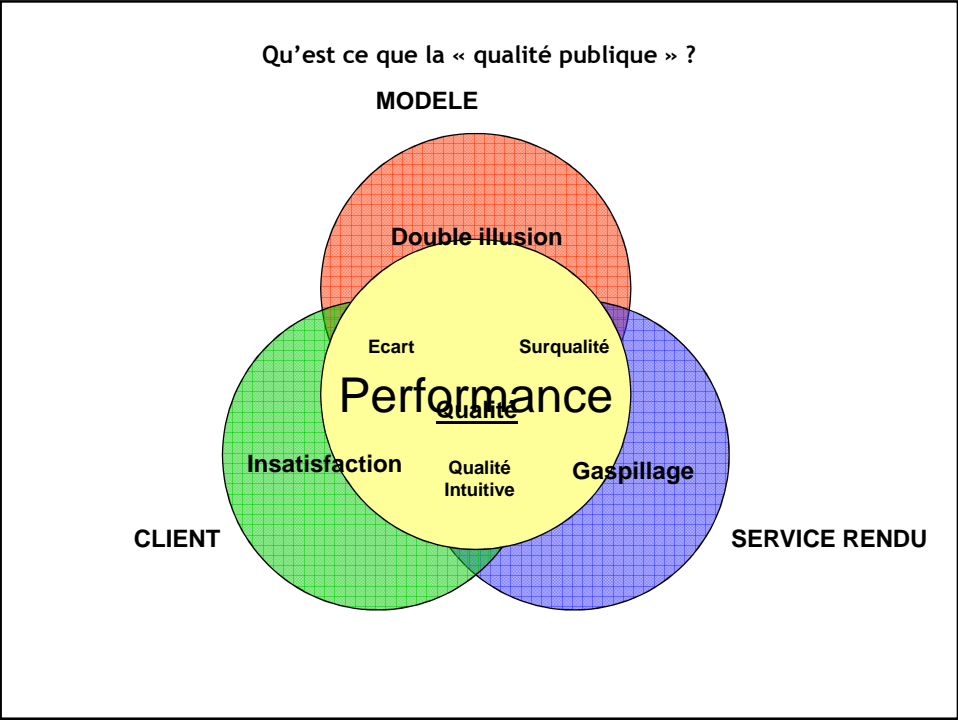 Qu’est ce que la « qualité publique » ?
MODELE
Double illusion
Ecart
Surqualité
Performance
Qualité
Insatisfaction
Qualité
Intuitive
Gaspillage
CLIENT
SERVICE RENDU